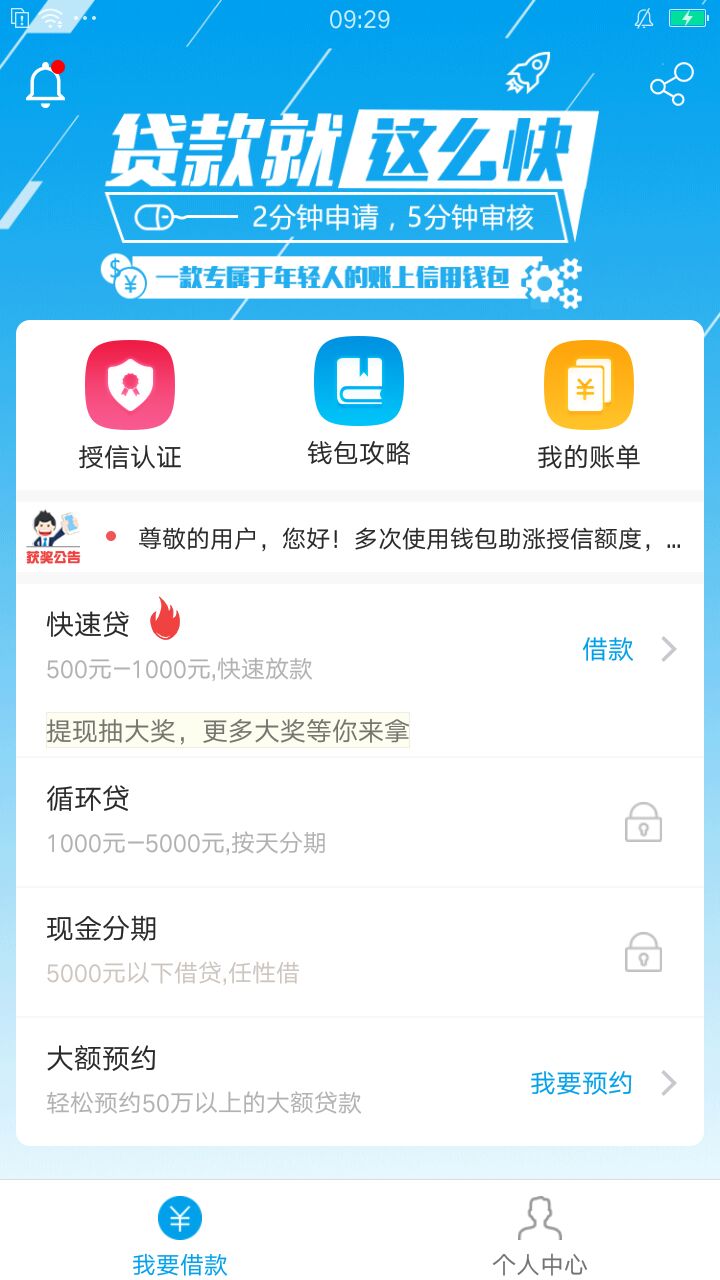 09:29
贷款就这么快
2分钟申请，5分钟审核
$
¥
一款专属于年轻人的账上信用钱包
授信认证
钱包攻略
我的账单
获奖公告
尊敬的用户，您好！多次使用钱包助涨授信额度，...
快速贷
500元—1000元,快速放款
借款
提现抽大奖，更多大奖等你来拿
循环贷
1000元—5000元,按天分期
现金分期
5000元以下借贷,任性借
大额预约
轻松预约50万以上的大额贷款
我要预约
我要借款
个人中心